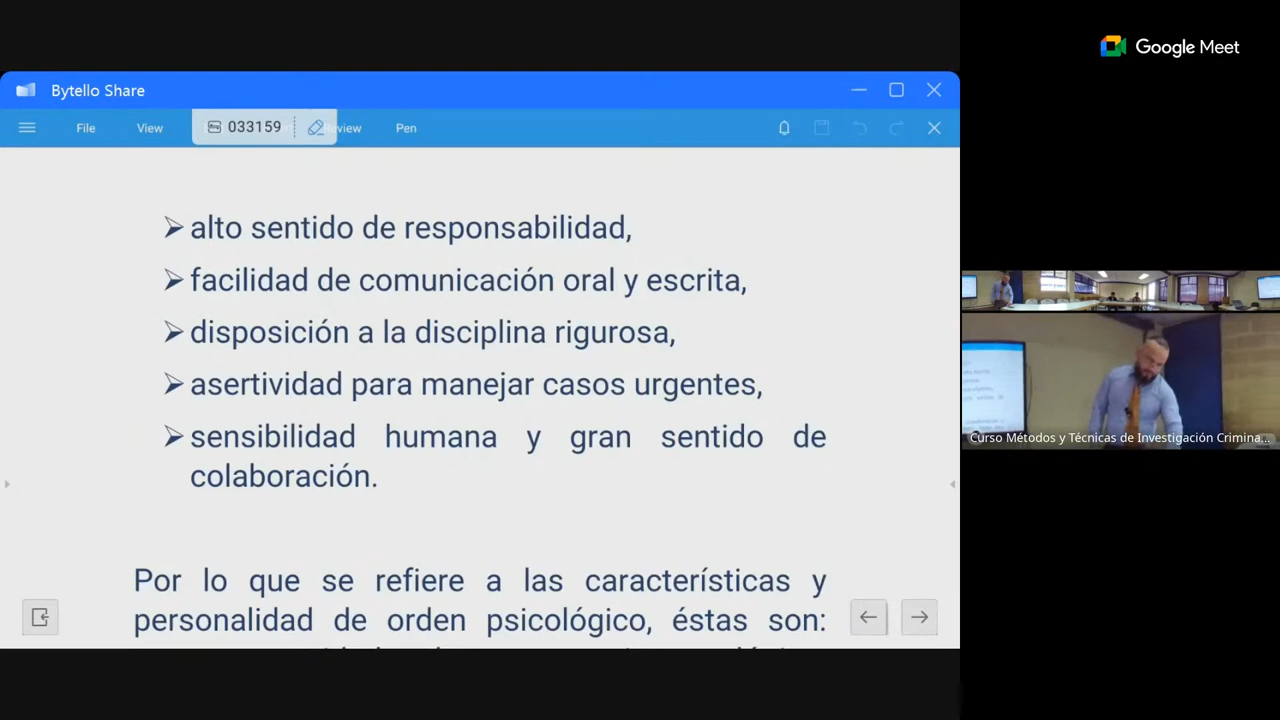 Google Meet
Bytello Share
File View 033159 Review Pen
➢ alto sentido de responsabilidad,
➢ facilidad de comunicación oral y escrita,
➢ disposición a la disciplina rigurosa,
➢ asertividad para manejar casos urgentes,
➢ sensibilidad humana y gran sentido de
colaboración.
Por lo que se refiere a las características y
personalidad de orden psicológico, éstas son:
Curso Métodos y Técnicas de Investigación Crimina...